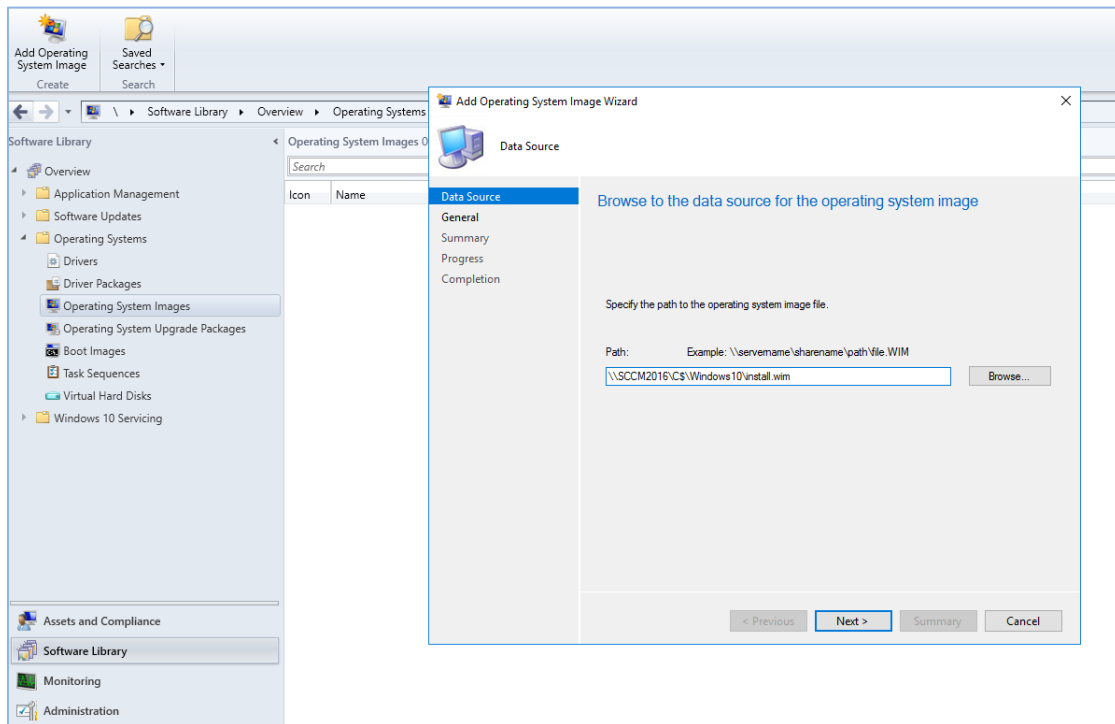 Add Operating
System Image
Saved
Searches
Create
Search
\ Software Library Overview Operating Systems
Software Library
Overview
Application Management
Software Updates
Operating Systems
Drivers
Driver Packages
Operating System Images
Operating System Upgrade Packages
Boot Images
Task Sequences
Virtual Hard Disks
Windows 10 Servicing
Assets and Compliance
Software Library
Monitoring
Administration
Operating System Images 0
Search
Icon Name
Add Operating System Image Wizard
Data Source
Data Source
General
Summary
Progress
Completion
Browse to the data source for the operating system image
Specify the path to the operating system image file.
Path: Example: \\servername\sharename\path\file.WIM
\\SCCM2016\C$\Windows10\install.wim
Browse...
< Previous Next > Summary Cancel